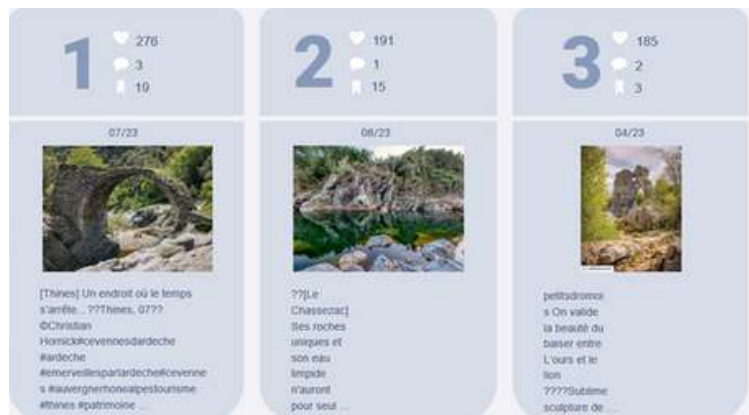 1
276
3
19
07/23
[Thines] Un endroit où le temps
s'arrête... ??Thines, 07???
©Christian
Hornick#cevennesdardeche
#ardeche
#emerveillesparlardeche#cevenne
s #auvergnerhonealpestourisme
#thines #patrimoine ...
2
191
1
15
08/23
??[Le
Chassezac]
Ses roches
uniques et
son eau
limpide
n'auront
pour seul ...
3
185
2
3
04/23
petitsdromoi
s On valide
la beauté du
baiser entre
L'ours et le
lion
????Sublime
sculpture de ...